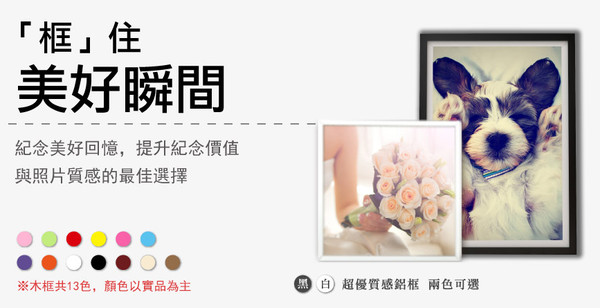 「框」住
美好瞬間
紀念美好回憶，提升紀念價值
與照片質感的最佳選擇
※木框共13色，顏色以實品為主
黑 白 超優質感鋁框 兩色可選